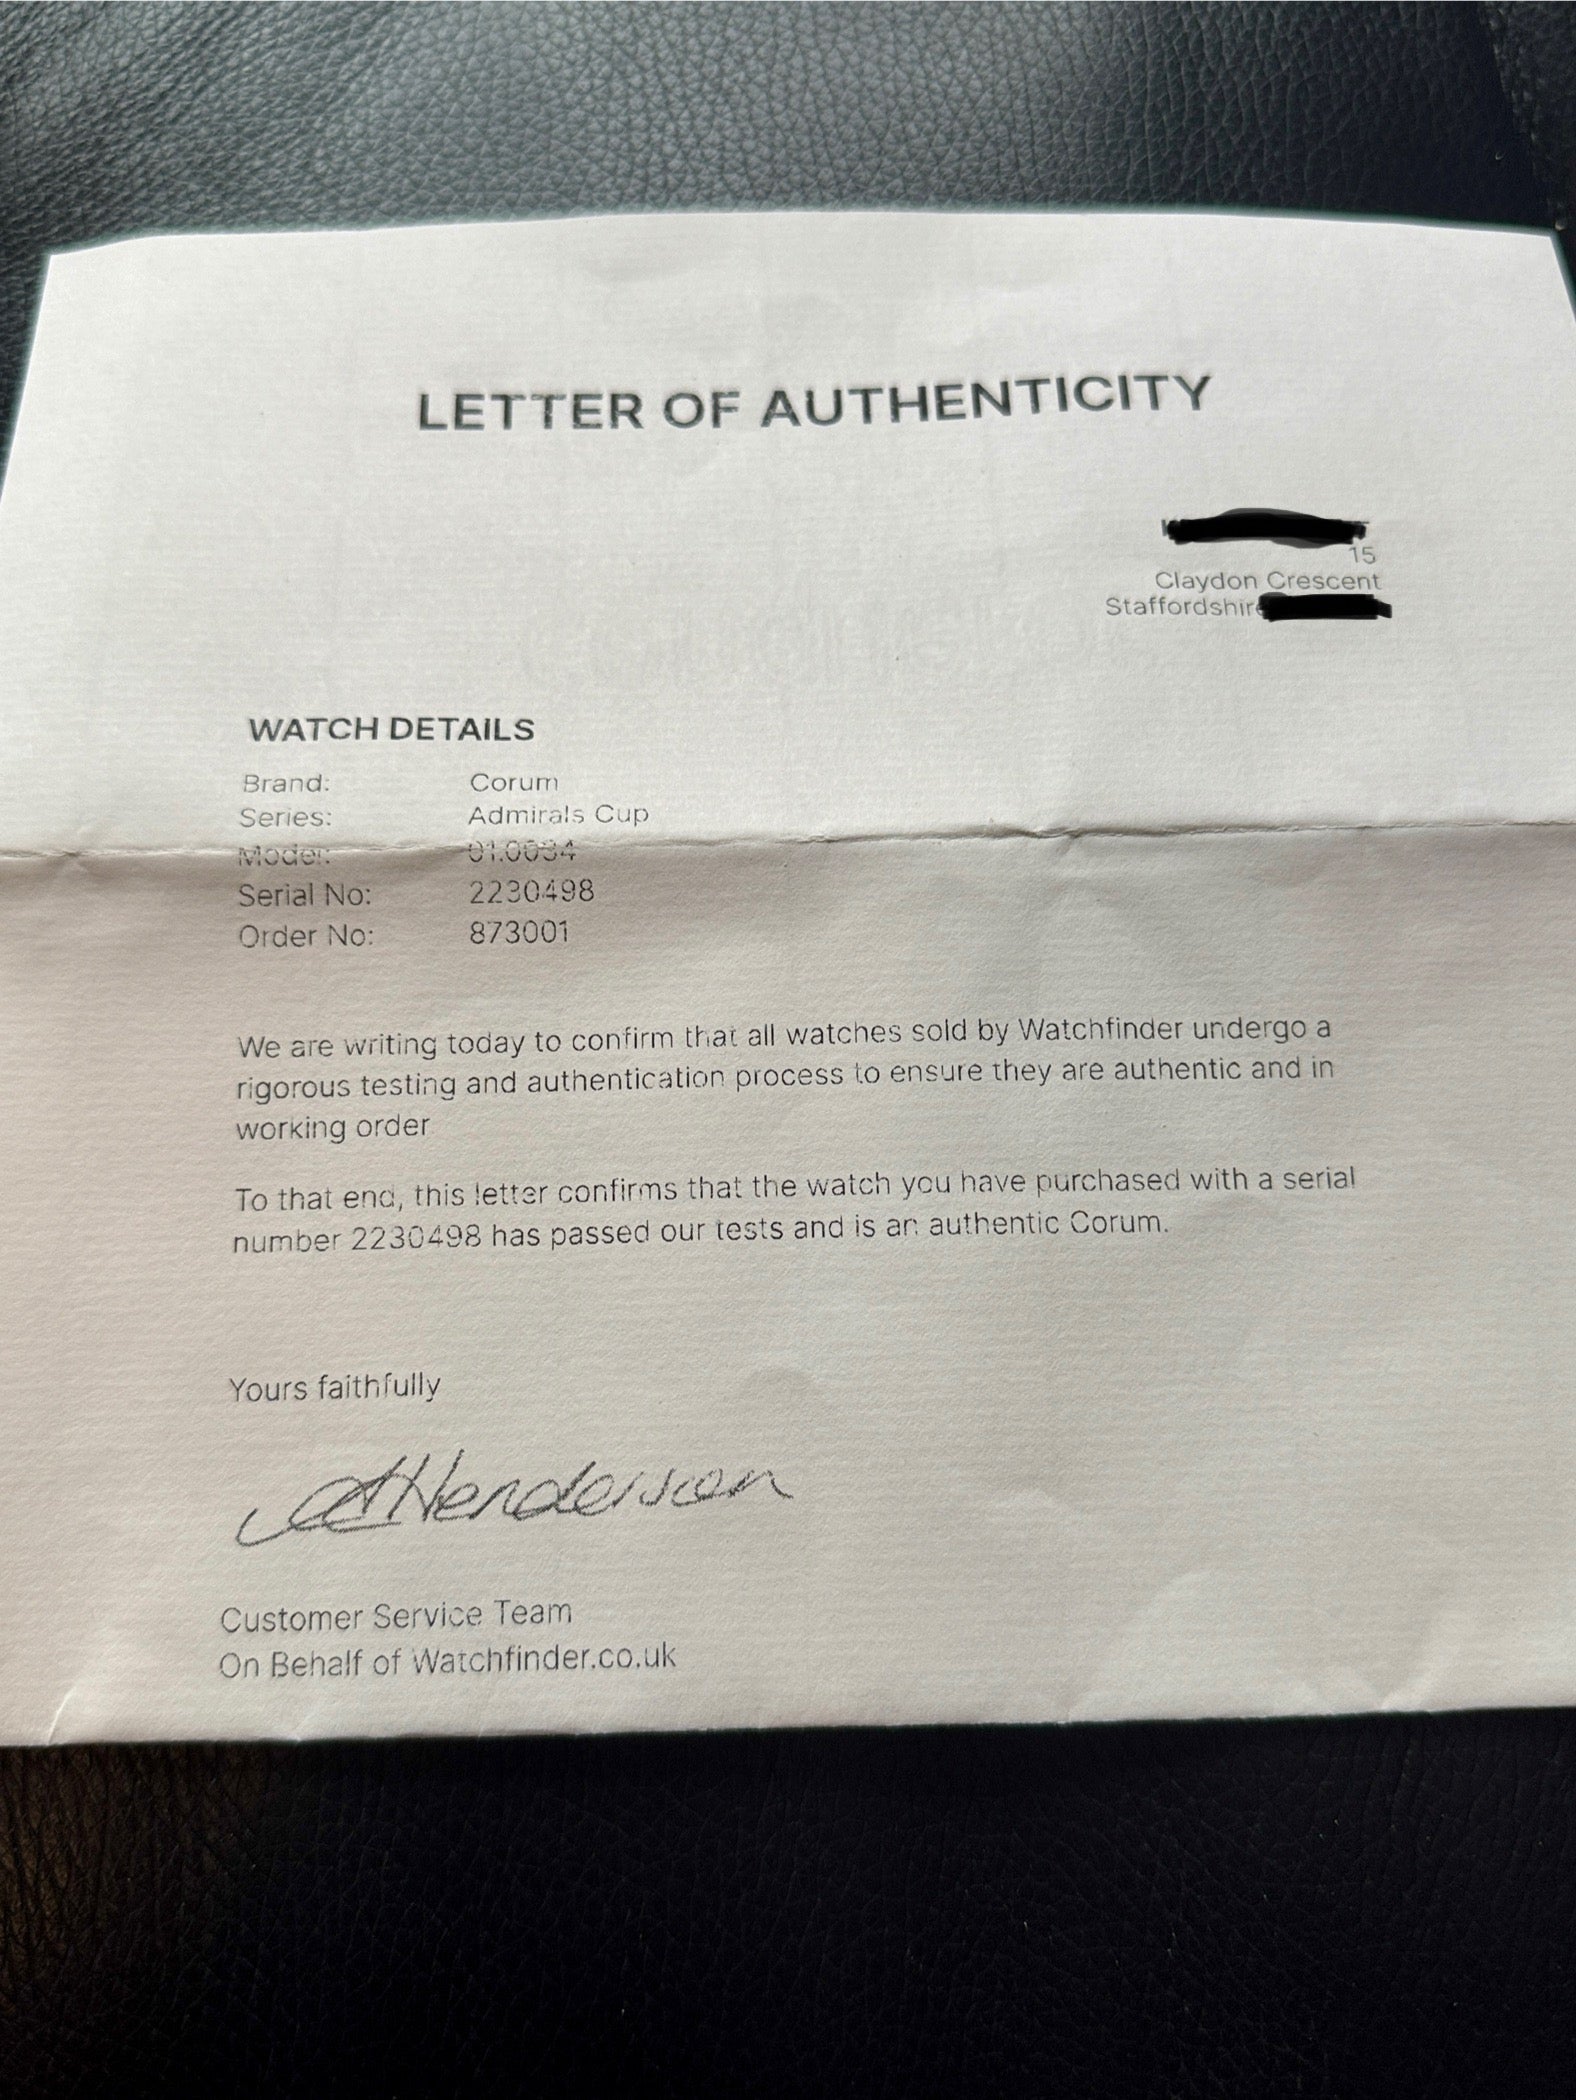 LETTER OF AUTHENTICITY
15
Claydon Crescent
Staffordshire
WATCH DETAILS
Brand: Corum
Series: Admirals Cup
Model: 01.0034
Serial No: 2230498
Order No: 873001
We are writing today to confirm that all watches sold by Watchfinder undergo a
rigorous testing and authentication process to ensure they are authentic and in
working order
To that end, this letter confirms that the watch you have purchased with a serial
number 2230498 has passed our tests and is an authentic Corum.
Yours faithfully
Henderson
Customer Service Team
On Behalf of Watchfinder.co.uk